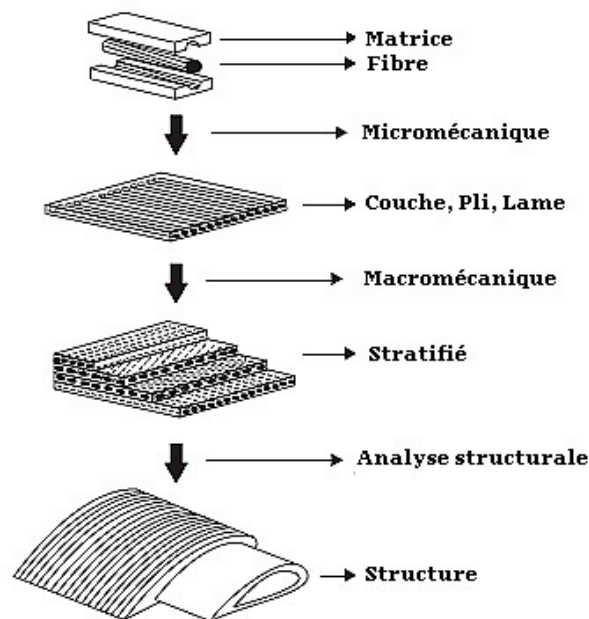 Matrice
Fibre
Micromécanique
Couche, Pli, Lame
Macromécanique
Stratifié
Analyse structurale
Structure